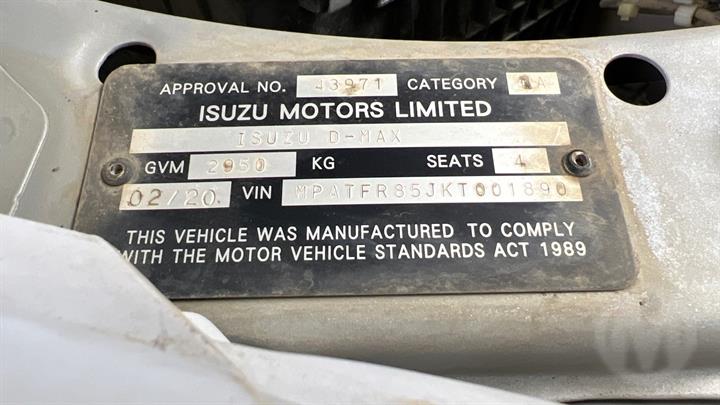 APPROVAL NO. 43971 CATEGORY NA
ISUZU MOTORS LIMITED
ISUZU D-MAX
GVM 2950 KG SEATS 4
02/20 VIN MPATFR85JKT001890
THIS VEHICLE WAS MANUFACTURED TO COMPLY
WITH THE MOTOR VEHICLE STANDARDS ACT 1989